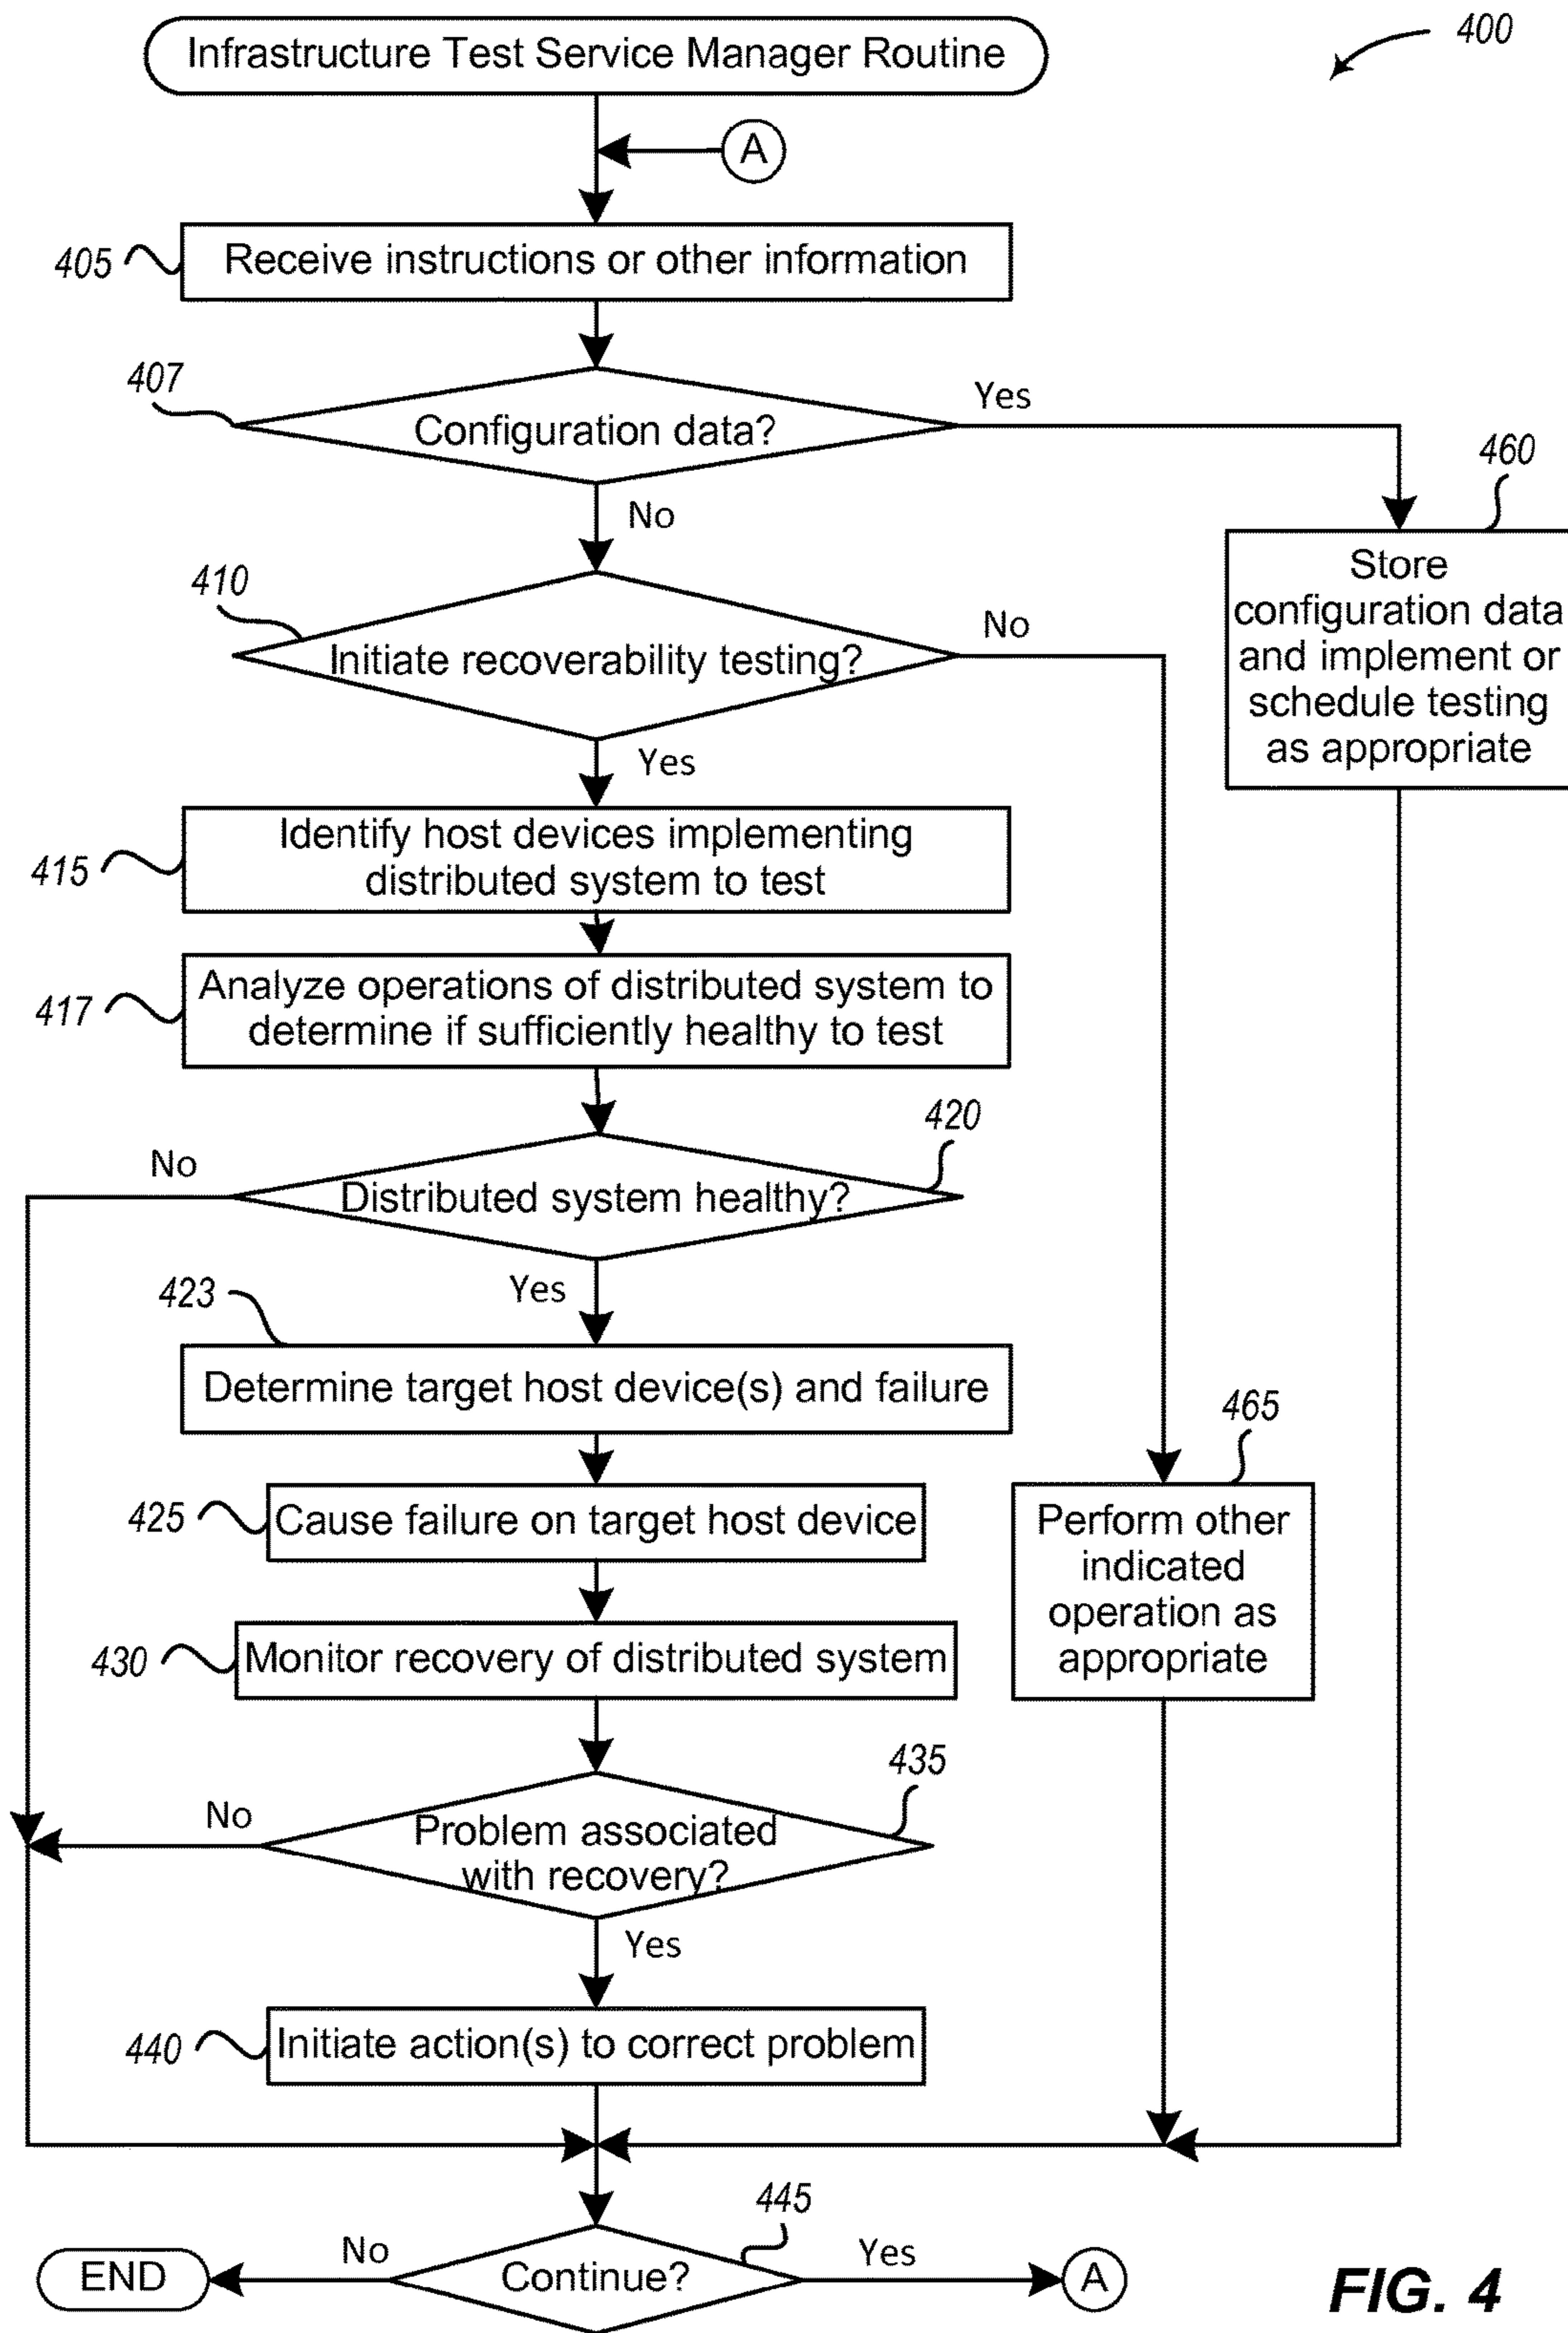 Infrastructure Test Service Manager Routine
400
A
405
Receive instructions or other information
407
Configuration data?
Yes
No
460
Store
configuration data
and implement or
schedule testing
as appropriate
410
Initiate recoverability testing?
No
Yes
415
Identify host devices implementing
distributed system to test
417
Analyze operations of distributed system to
determine if sufficiently healthy to test
420
No
Distributed system healthy?
Yes
423
Determine target host device(s) and failure
465
Perform other
indicated
operation as
appropriate
425
Cause failure on target host device
430
Monitor recovery of distributed system
435
No
Problem associated
with recovery?
Yes
440
Initiate action(s) to correct problem
445
No
Continue?
Yes
END
A
FIG. 4